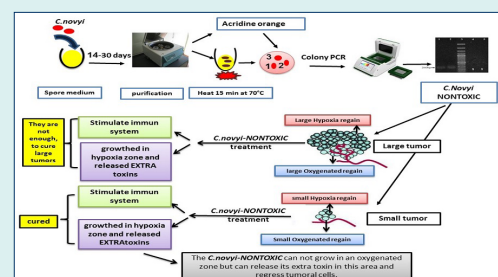 C.novyi
Acridine orange
14-30 days
3
1 2
Colony PCR
Spore medium
purification
Heat 15 min at 70°C
C.Novyi
NONTOXIC
They are
not
enough,
to cure
large
tumors
Stimulate immun
system
growthed in
hypoxia zone and
released EXTRA
toxins
C.novyi-NONTOXIC
treatment
Large Hypoxia regain
large Oxygenated regain
Large tumor
cured
Stimulate immun
system
growthed in hypoxia
zone and released
EXTRAtoxins
C.novyi-NONTOXIC
treatment
small Hypoxia regain
Small Oxygenated regain
Small tumor
The C.novyi-NONTOXIC can not grow in an oxygenated
zone but can release its extra toxin in this area and
regress tumoral cells.